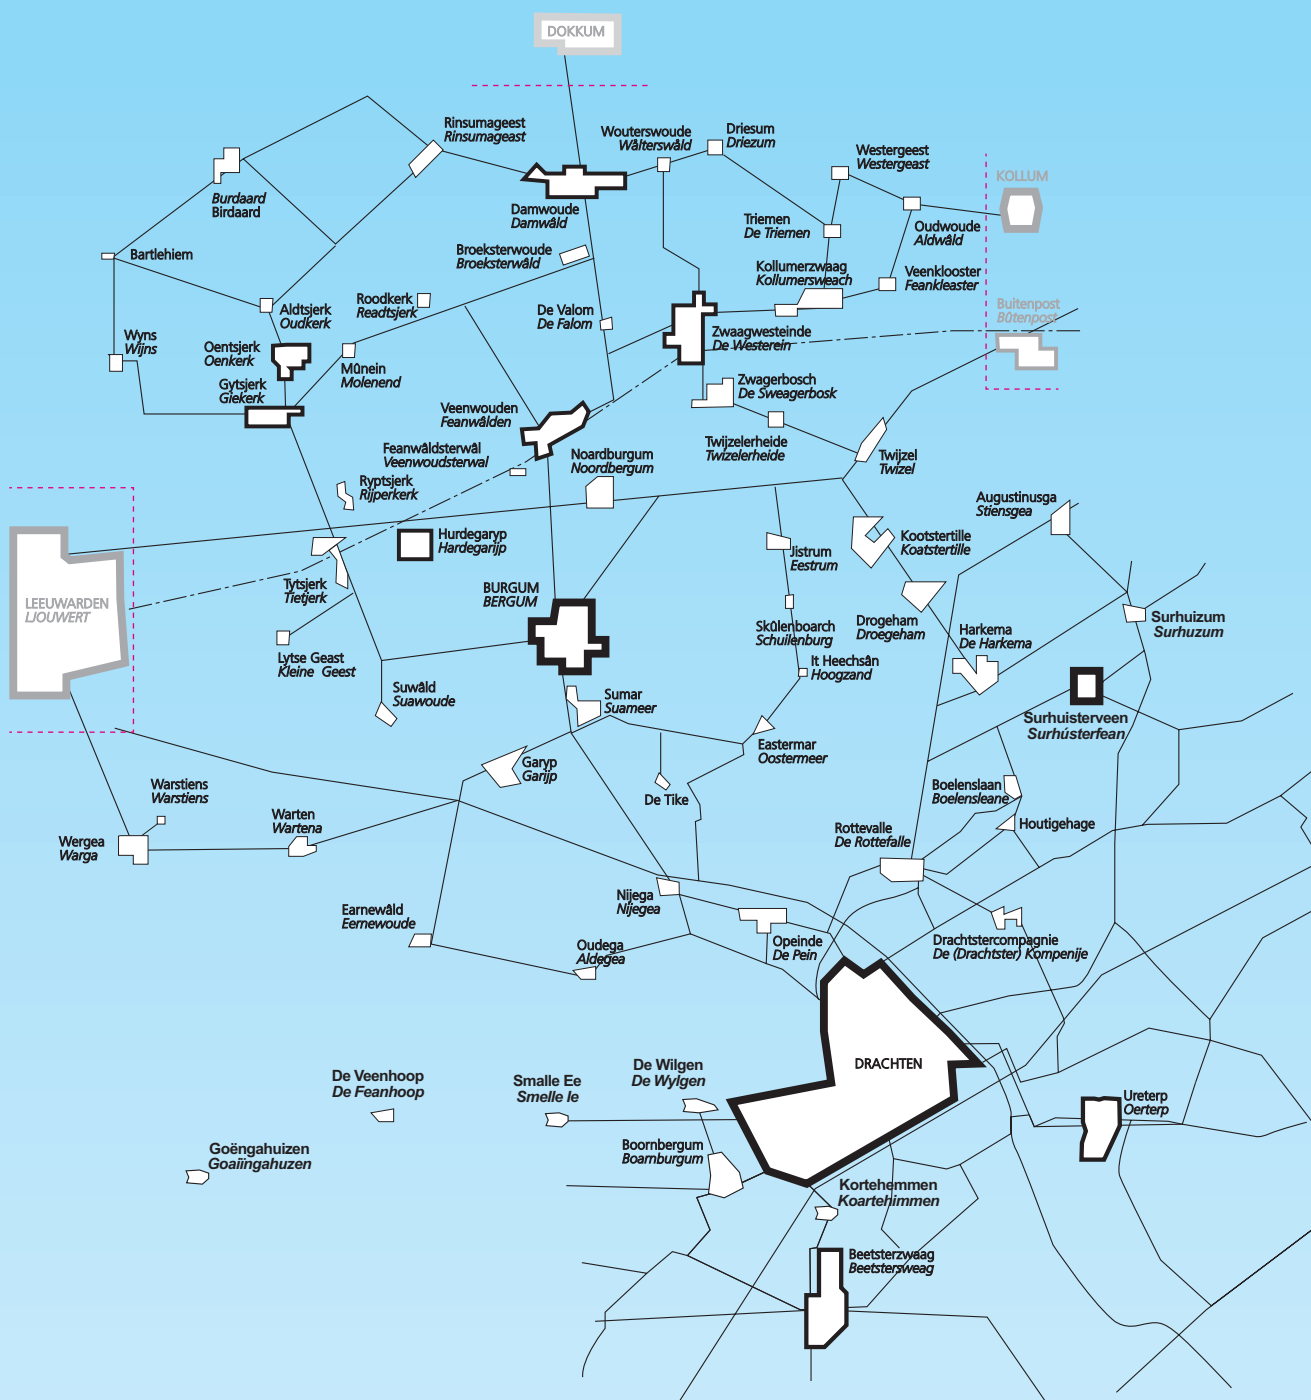 DOKKUM
Rinsumageest
Rinsumageast
Wouterswoude
Wâlterswâld
Driesum
Driezum
Westergeest
Westergeast
KOLLUM
Burdaard
Birdaard
Damwoude
Damwâld
Triemen
De Triemen
Oudwoude
Aldwâld
Bartlehiem
Broeksterwoude
Broeksterwâld
Kollumerzwaag
Kollumersweach
Veenklooster
Feankleaster
Roodkerk
Readtsjerk
Aldtsjerk
Oudkerk
De Valom
De Falom
Buitenpost
Bûtenpost
Wyns
Wijns
Oentsjerk
Oenkerk
Zwaagwesteinde
De Westerein
Mûnein
Molenend
Gytsjerk
Giekerk
Zwagerbosch
De Sweagerbosk
Veenwouden
Feanwâlden
Twijzelerheide
Twizelerheide
Feanwâldsterwâl
Veenwoudsterwal
Noardburgum
Noordbergum
Twijzel
Twizel
Ryptsjerk
Rijperkerk
Augustinusga
Stiensgea
Hurdegaryp
Hardegarijp
Kootstertille
Koatstertille
Jistrum
Eestrum
Tytsjerk
Tietjerk
BURGUM
BERGUM
LEEUWARDEN
LJOUWERT
Skûlenboarch
Schuilenburg
Drogeham
Droegeham
Harkema
De Harkema
Surhuizum
Surhuzum
Lytse Geast
Kleine  Geest
It Heechsân
Hoogzand
Suwâld
Suawoude
Sumar
Suameer
Surhuisterveen
Surhústerfean
Eastermar
Oostermeer
Garyp
Garijp
De Tike
Boelenslaan
Boelensleane
Warstiens
Warstiens
Warten
Wartena
Houtigehage
Rottevalle
De Rottefalle
Wergea
Warga
Nijega
Nijegea
Earnewâld
Eernewoude
Oudega
Aldegea
Opeinde
De Pein
Drachtstercompagnie
De (Drachtster) Kompenije
DRACHTEN
De Veenhoop
De Feanhoop
Smalle Ee
Smelle Ie
De Wilgen
De Wylgen
Ureterp
Oerterp
Goëngahuizen
Goaiïngahuzen
Boornbergum
Boarnburgum
Kortehemmen
Koartehimmen
Beetsterzwaag
Beetstersweag